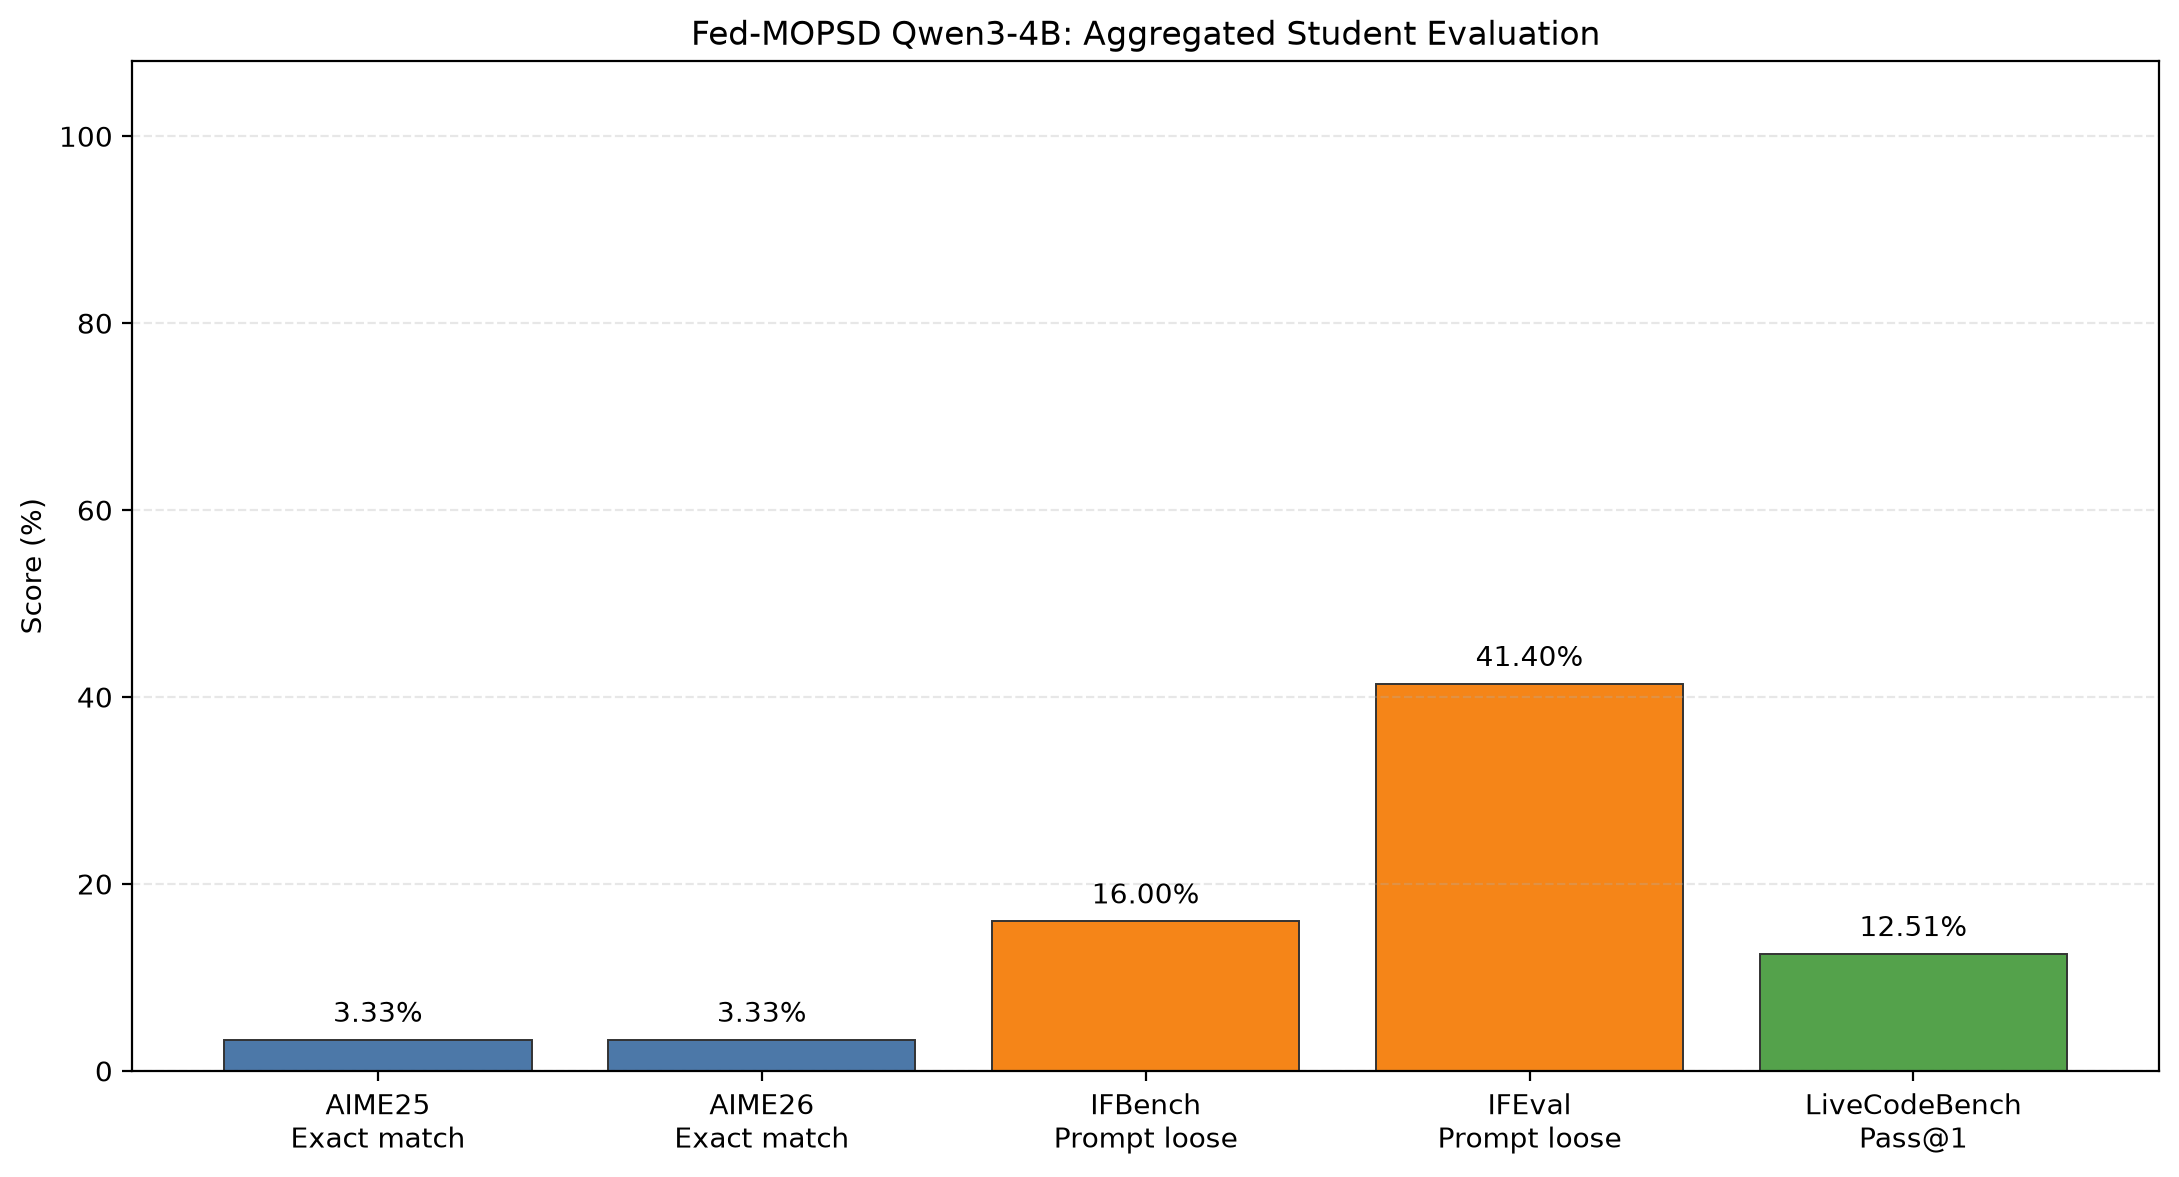 Fed-MOPSD Qwen3-4B: Aggregated Student Evaluation
Score (%)
100
80
60
40
20
0
3.33%
3.33%
16.00%
41.40%
12.51%
AIME25
Exact match
AIME26
Exact match
IFBench
Prompt loose
IFEval
Prompt loose
LiveCodeBench
Pass@1